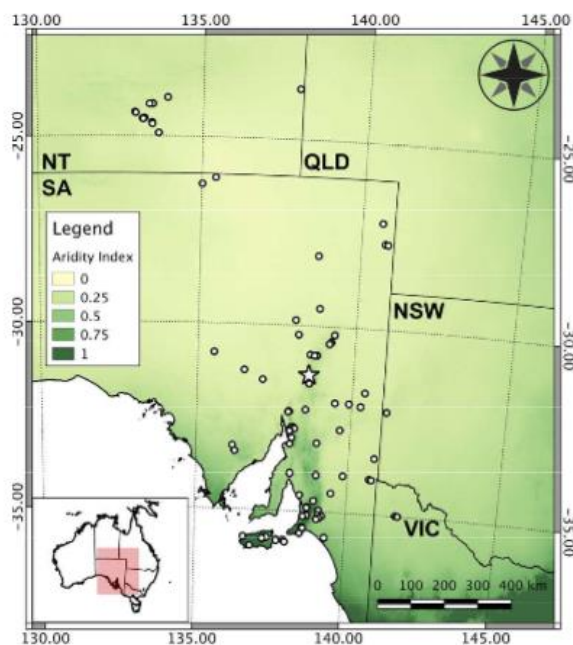 130.00 135.00 140.00 145.00
-25.00 -25.00
NT QLD
SA
Legend
Aridity Index
0
0.25
0.5
0.75
1
NSW
-30.00 -30.00
-35.00 -35.00
VIC
0 100 200 300 400 km
130.00 135.00 140.00 145.00